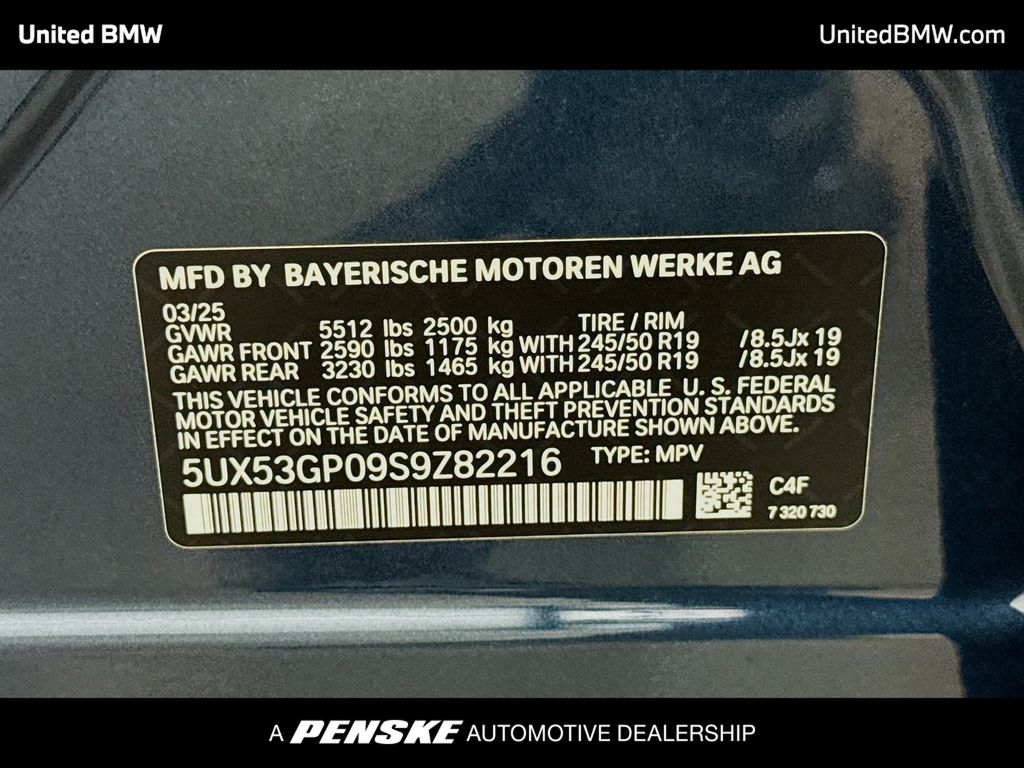 United BMW
UnitedBMW.com
MFD BY BAYERISCHE MOTOREN WERKE AG
03/25
GVWR 5512 lbs 2500 kg TIRE / RIM
GAWR FRONT 2590 lbs 1175 kg WITH 245/50 R19 /8.5Jx 19
GAWR REAR 3230 lbs 1465 kg WITH 245/50 R19 /8.5Jx 19
THIS VEHICLE CONFORMS TO ALL APPLICABLE U. S. FEDERAL
MOTOR VEHICLE SAFETY AND THEFT PREVENTION STANDARDS
IN EFFECT ON THE DATE OF MANUFACTURE SHOWN ABOVE.
5UX53GP09S9Z82216 TYPE: MPV
C4F
7 320 730
A PENSKE AUTOMOTIVE DEALERSHIP